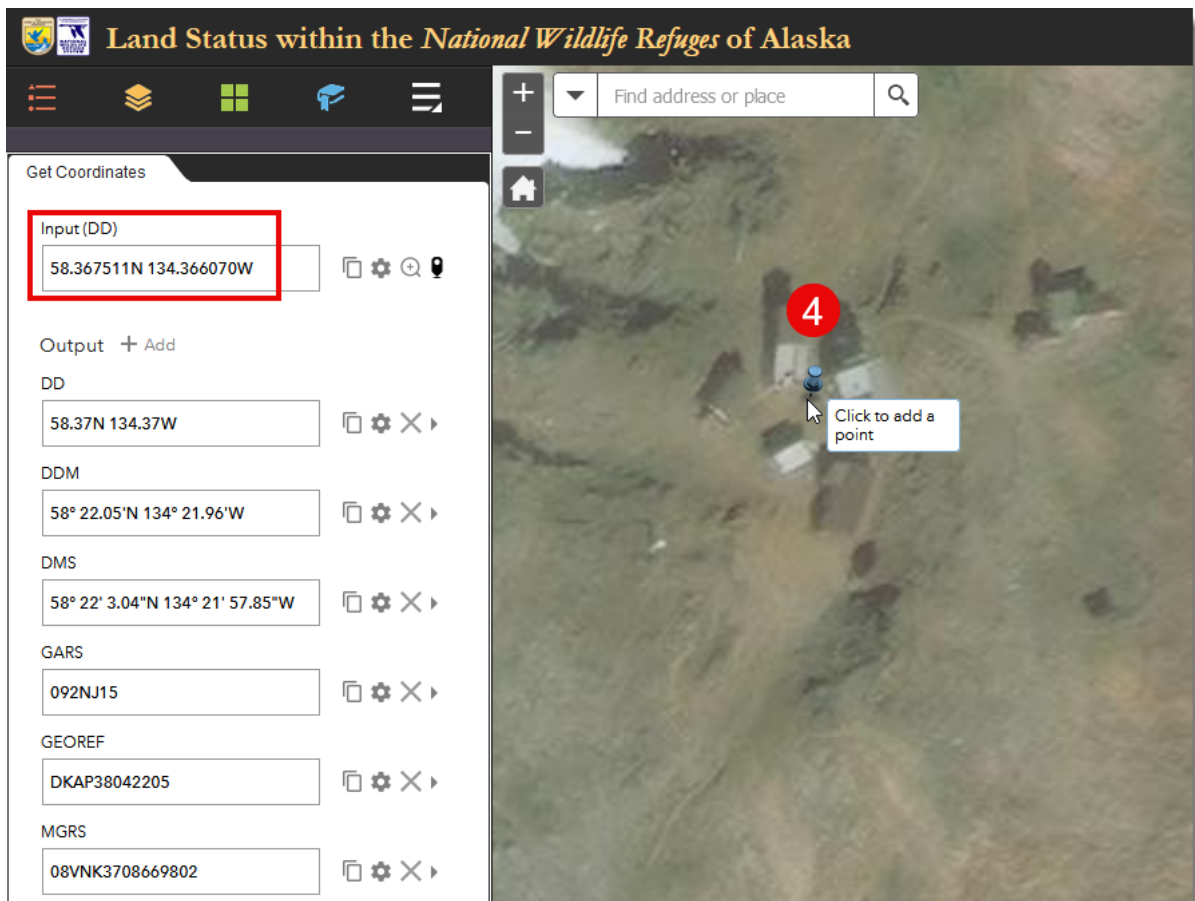 Land Status within the National Wildlife Refuges of Alaska
Find address or place
Get Coordinates
Input (DD)
58.367511N 134.366070W
Output + Add
DD
58.37N 134.37W
DDM
58° 22.05'N 134° 21.96'W
DMS
58° 22' 3.04"N 134° 21' 57.85"W
GARS
092NJ15
GEOREF
DKAP38042205
MGRS
08VNK3708669802
4
Click to add a
point